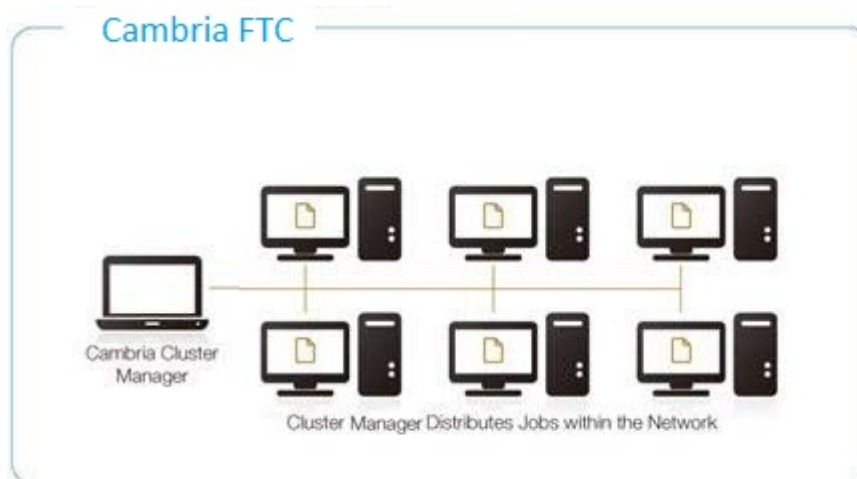 Cambria FTC
Cambria Cluster
Manager
Cluster Manager Distributes Jobs within the Network